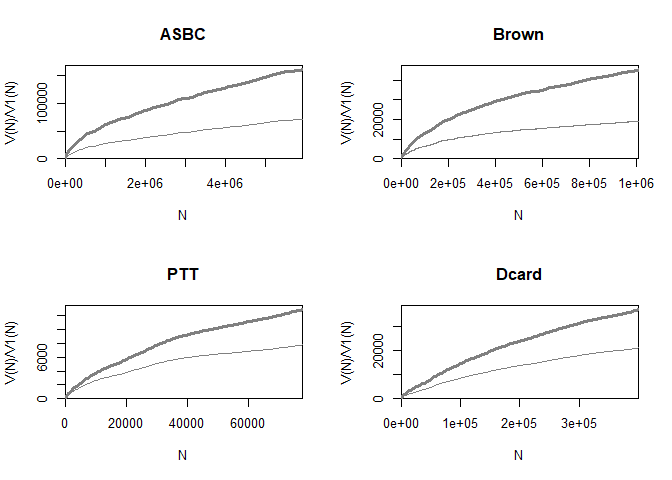 ASBC
V(N)/V1(N)
0 100000
0e+00 2e+06 4e+06
N
Brown
V(N)/V1(N)
0 20000
0e+00 2e+05 4e+05 6e+05 8e+05 1e+06
N
PTT
V(N)/V1(N)
0 6000
0 20000 40000 60000
N
Dcard
V(N)/V1(N)
0 20000
0e+00 1e+05 2e+05 3e+05
N